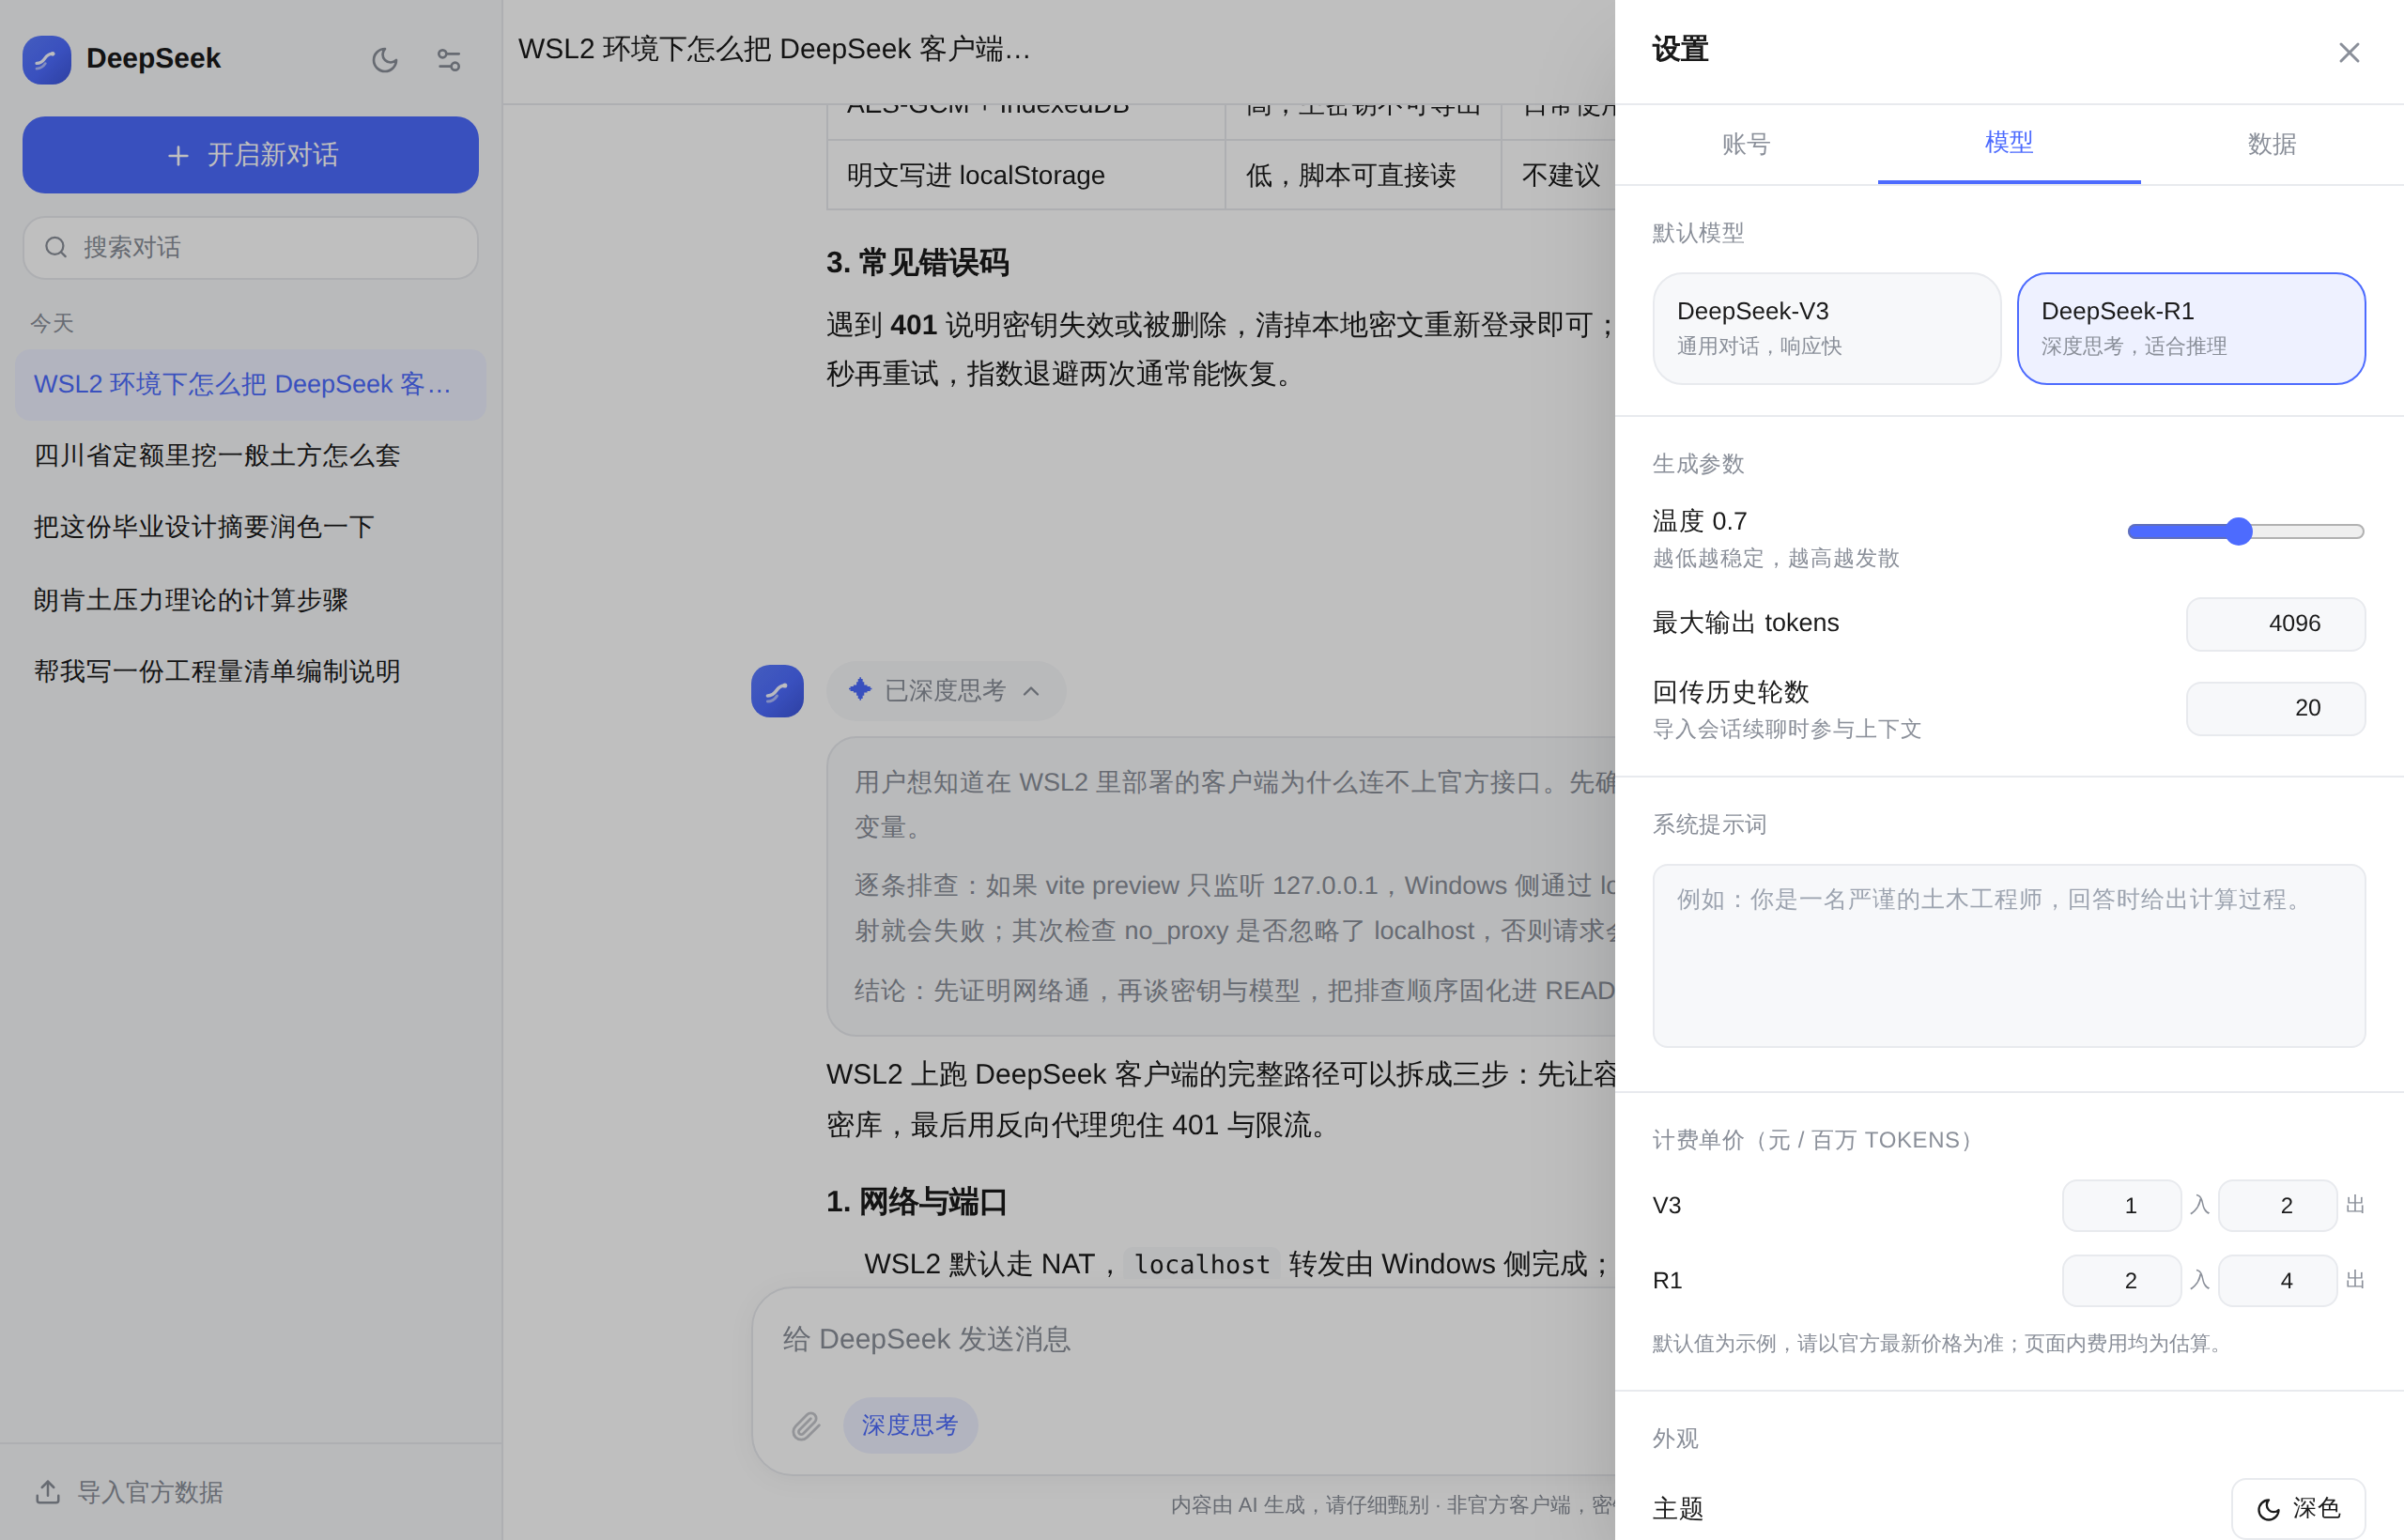 DeepSeek
开启新对话
搜索对话
今天
WSL2 环境下怎么把 DeepSeek 客…
四川省定额里挖一般土方怎么套
把这份毕业设计摘要润色一下
朗肯土压力理论的计算步骤
帮我写一份工程量清单编制说明
导入官方数据
WSL2 环境下怎么把 DeepSeek 客户端…
AES-GCM + IndexedDB
明文写进 localStorage
低，脚本可直接读
不建议
3. 常见错误码
遇到 401 说明密钥失效或被删除，清掉本地密文重新登录即可；
秒再重试，指数退避两次通常能恢复。
已深度思考
用户想知道在 WSL2 里部署的客户端为什么连不上官方接口。先确
变量。
逐条排查：如果 vite preview 只监听 127.0.0.1，Windows 侧通过 lo
射就会失败；其次检查 no_proxy 是否忽略了 localhost，否则请求会
结论：先证明网络通，再谈密钥与模型，把排查顺序固化进 READ
WSL2 上跑 DeepSeek 客户端的完整路径可以拆成三步：先让容
密库，最后用反向代理兜住 401 与限流。
1. 网络与端口
WSL2 默认走 NAT，localhost 转发由 Windows 侧完成；
给 DeepSeek 发送消息
深度思考
内容由 AI 生成，请仔细甄别 · 非官方客户端，密
设置
账号
模型
数据
默认模型
DeepSeek-V3
通用对话，响应快
DeepSeek-R1
深度思考，适合推理
生成参数
温度 0.7
越低越稳定，越高越发散
最大输出 tokens
4096
回传历史轮数
导入会话续聊时参与上下文
20
系统提示词
例如：你是一名严谨的土木工程师，回答时给出计算过程。
计费单价（元 / 百万 TOKENS）
V3 1 入 2 出
R1 2 入 4 出
默认值为示例，请以官方最新价格为准；页面内费用均为估算。
外观
主题
深色